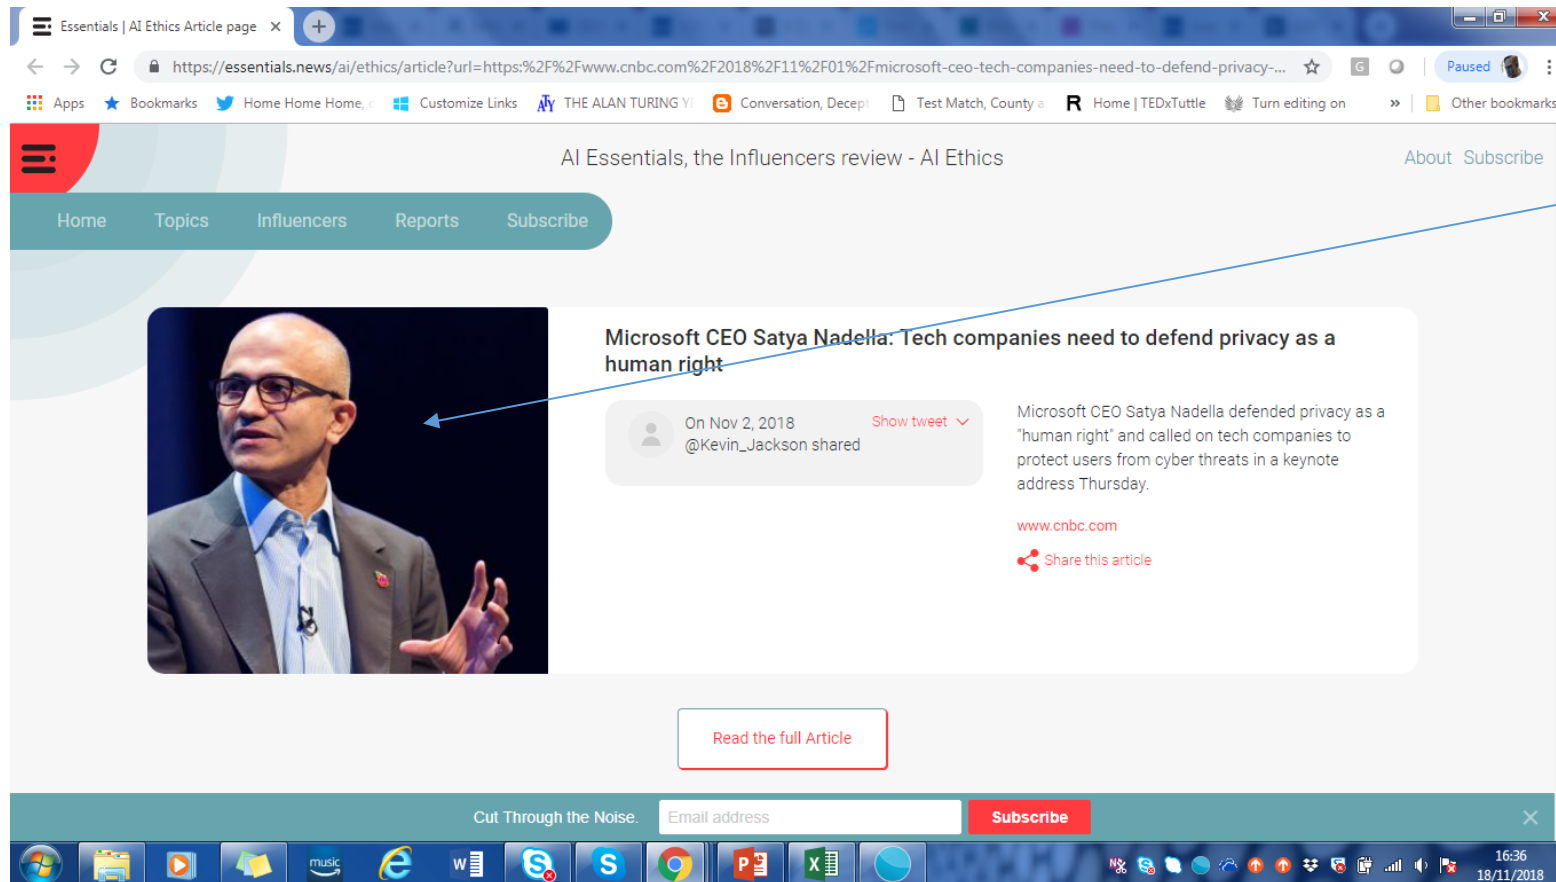 Essentials | AI Ethics Article page
https://essentials.news/ai/ethics/article?url=https:%2F%2Fwww.cnbc.com%2F2018%2F11%2F01%2Fmicrosoft-ceo-tech-companies-need-to-defend-privacy-...
G
Paused
Apps Bookmarks Home Home Home, Customize Links THE ALAN TURING Conversation, Decept Test Match, County a Home | TEDxTuttle Turn editing on » Other bookmarks
AI Essentials, the Influencers review - AI Ethics
About Subscribe
Home Topics Influencers Reports Subscribe
Microsoft CEO Satya Nadella: Tech companies need to defend privacy as a
human right
On Nov 2, 2018
@Kevin_Jackson shared
Show tweet
Microsoft CEO Satya Nadella defended privacy as a
"human right" and called on tech companies to
protect users from cyber threats in a keynote
address Thursday.
www.cnbc.com
Share this article
Read the full Article
Cut Through the Noise. Email address Subscribe
music
16:36
18/11/2018